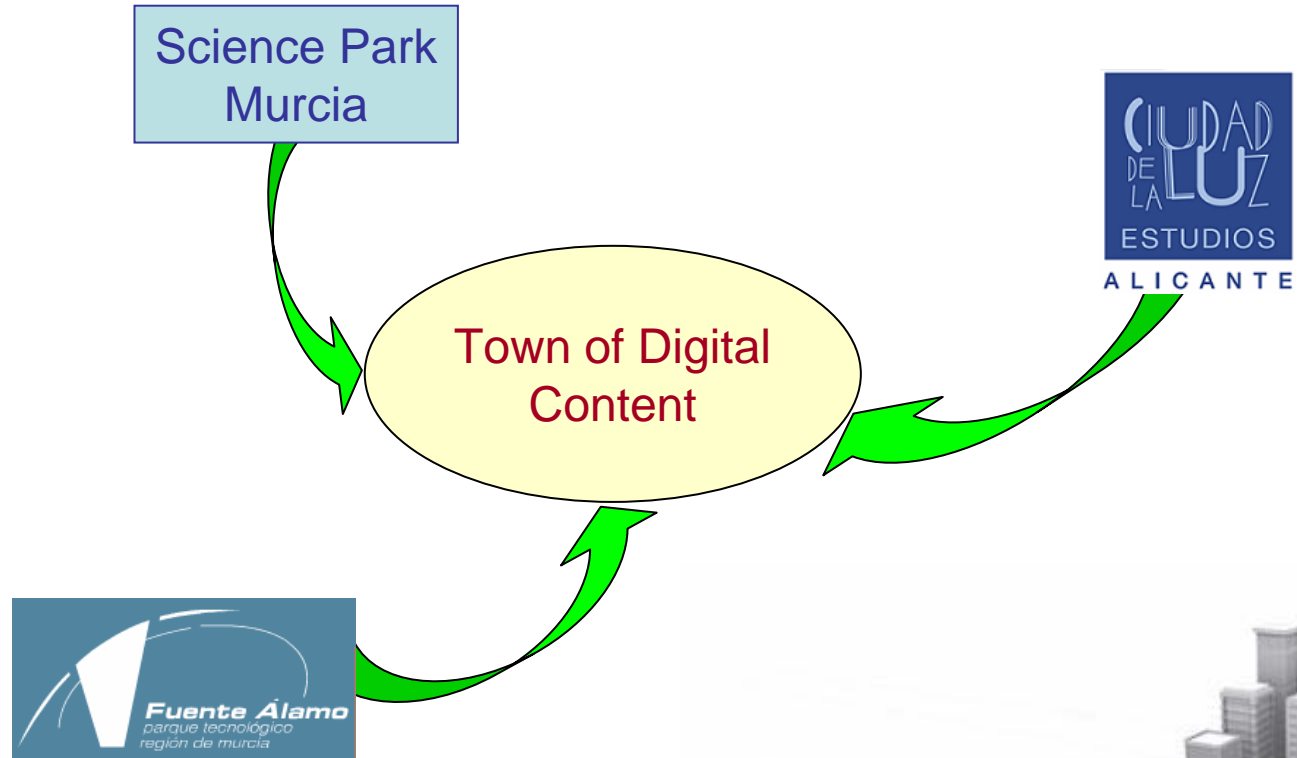 Science Park
Murcia
CIUDAD
DE
LA LUZ
ESTUDIOS
ALICANTE
Town of Digital
Content
Fuente Álamo
parque tecnológico
región de murcia